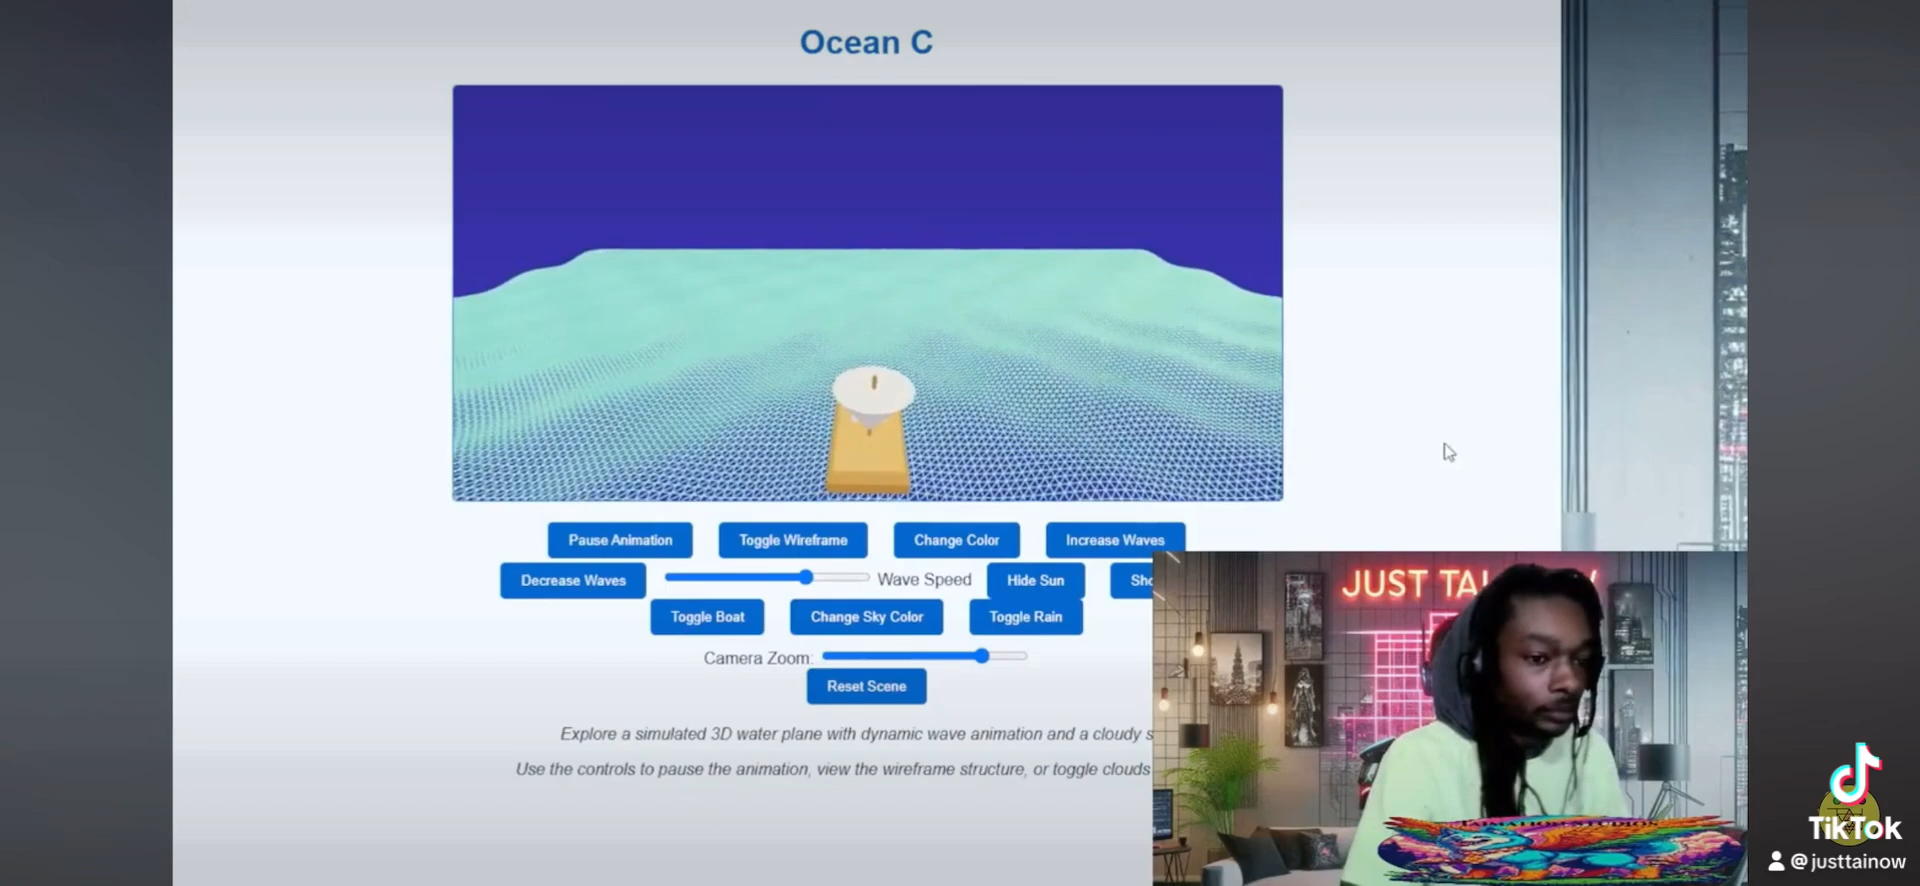 Ocean C
Pause Animation Toggle Wireframe Change Color Increase Waves
Decrease Waves Wave Speed Hide Sun Sho
Toggle Boat Change Sky Color Toggle Rain
Camera Zoom:
Reset Scene
Explore a simulated 3D water plane with dynamic wave animation and a cloudy s
Use the controls to pause the animation, view the wireframe structure, or toggle clouds
JUST TA
TikTok
@justtainow